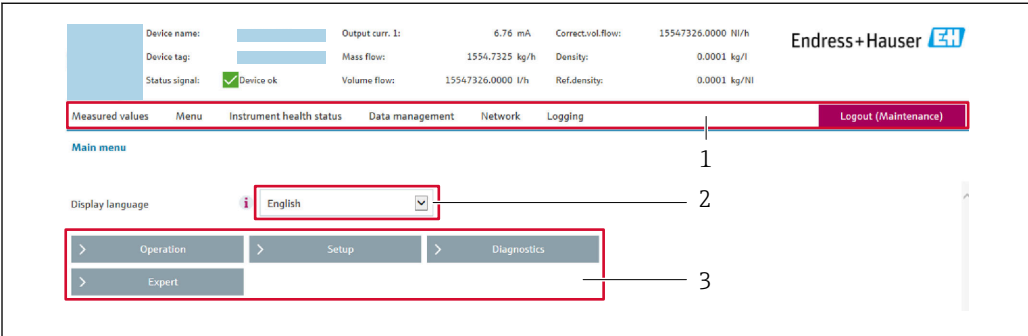 Device name: Output curr. 1: 6.76 mA Correct.vol.flow: 15547326.0000 Nl/h
Endress+Hauser EH
Device tag: Mass flow: 1554.7325 kg/h Density: 0.0001 kg/l
Status signal: Device ok Volume flow: 15547326.0000 l/h Ref.density: 0.0001 kg/Nl
Measured values Menu Instrument health status Data management Network Logging Logout (Maintenance)
1
Main menu
Display language i English 2
> Operation > Setup > Diagnostics
> Expert 3